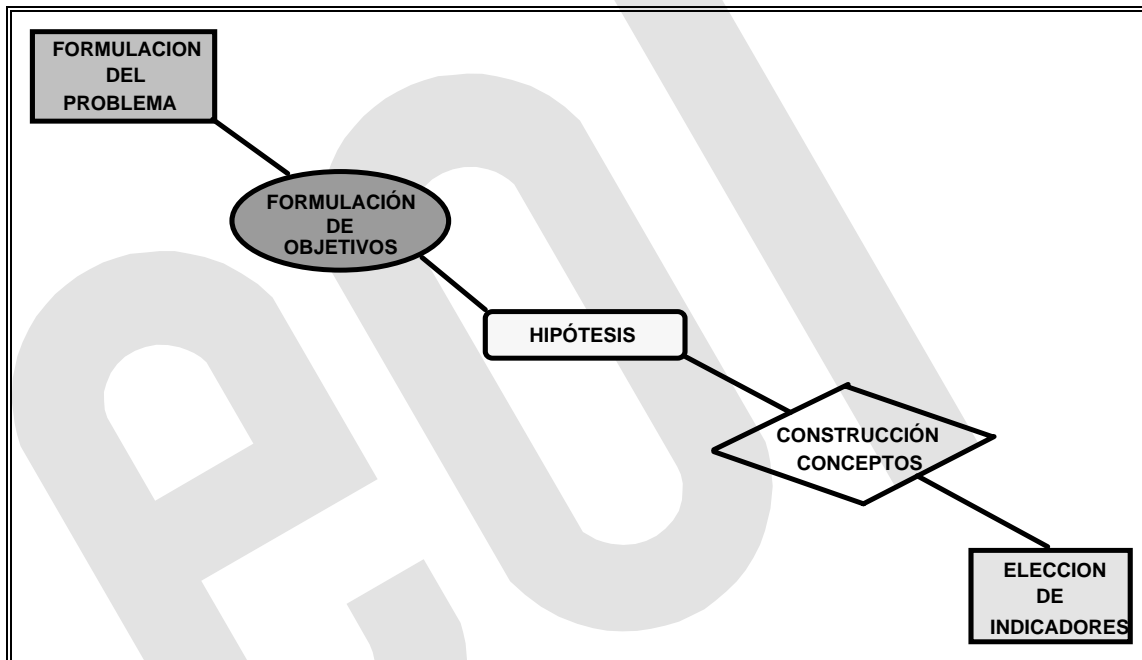 FORMULACION
DEL
PROBLEMA
FORMULACIÓN
DE
OBJETIVOS
HIPÓTESIS
CONSTRUCCIÓN
CONCEPTOS
ELECCION
DE
INDICADORES